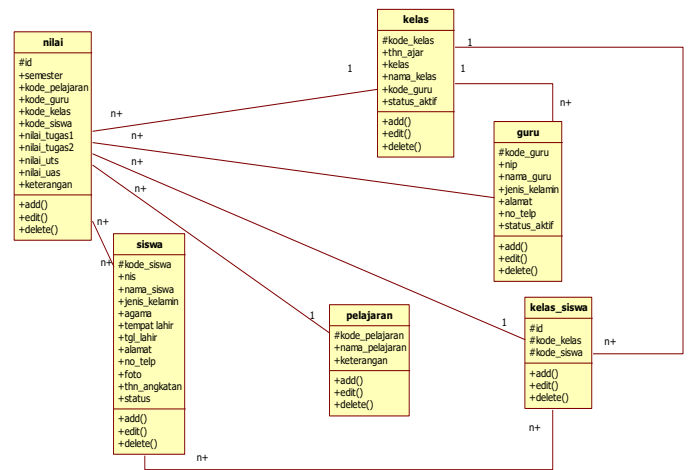 nilai
#id
+semester
+kode_pelajaran
+kode_guru
+kode_kelas
+kode_siswa
+nilai_tugas1
+nilai_tugas2
+nilai_uts
+nilai_uas
+keterangan
+add()
+edit()
+delete()
kelas
#kode_kelas
+thn_ajar
+kelas
+nama_kelas
+kode_guru
+status_aktif
+add()
+edit()
+delete()
guru
#kode_guru
+nip
+nama_guru
+jenis_kelamin
+alamat
+no_telp
+status_aktif
+add()
+edit()
+delete()
siswa
#kode_siswa
+nis
+nama_siswa
+jenis_kelamin
+agama
+tempat lahir
+tgl_lahir
+alamat
+no_telp
+foto
+thn_angkatan
+status
+add()
+edit()
+delete()
pelajaran
#kode_pelajaran
+nama_pelajaran
+keterangan
+add()
+edit()
+delete()
kelas_siswa
#id
#kode_kelas
#kode_siswa
+add()
+edit()
+delete()
1
1
1
n+
n+
n+
n+
n+
n+
n+
1
1
n+
n+
n+